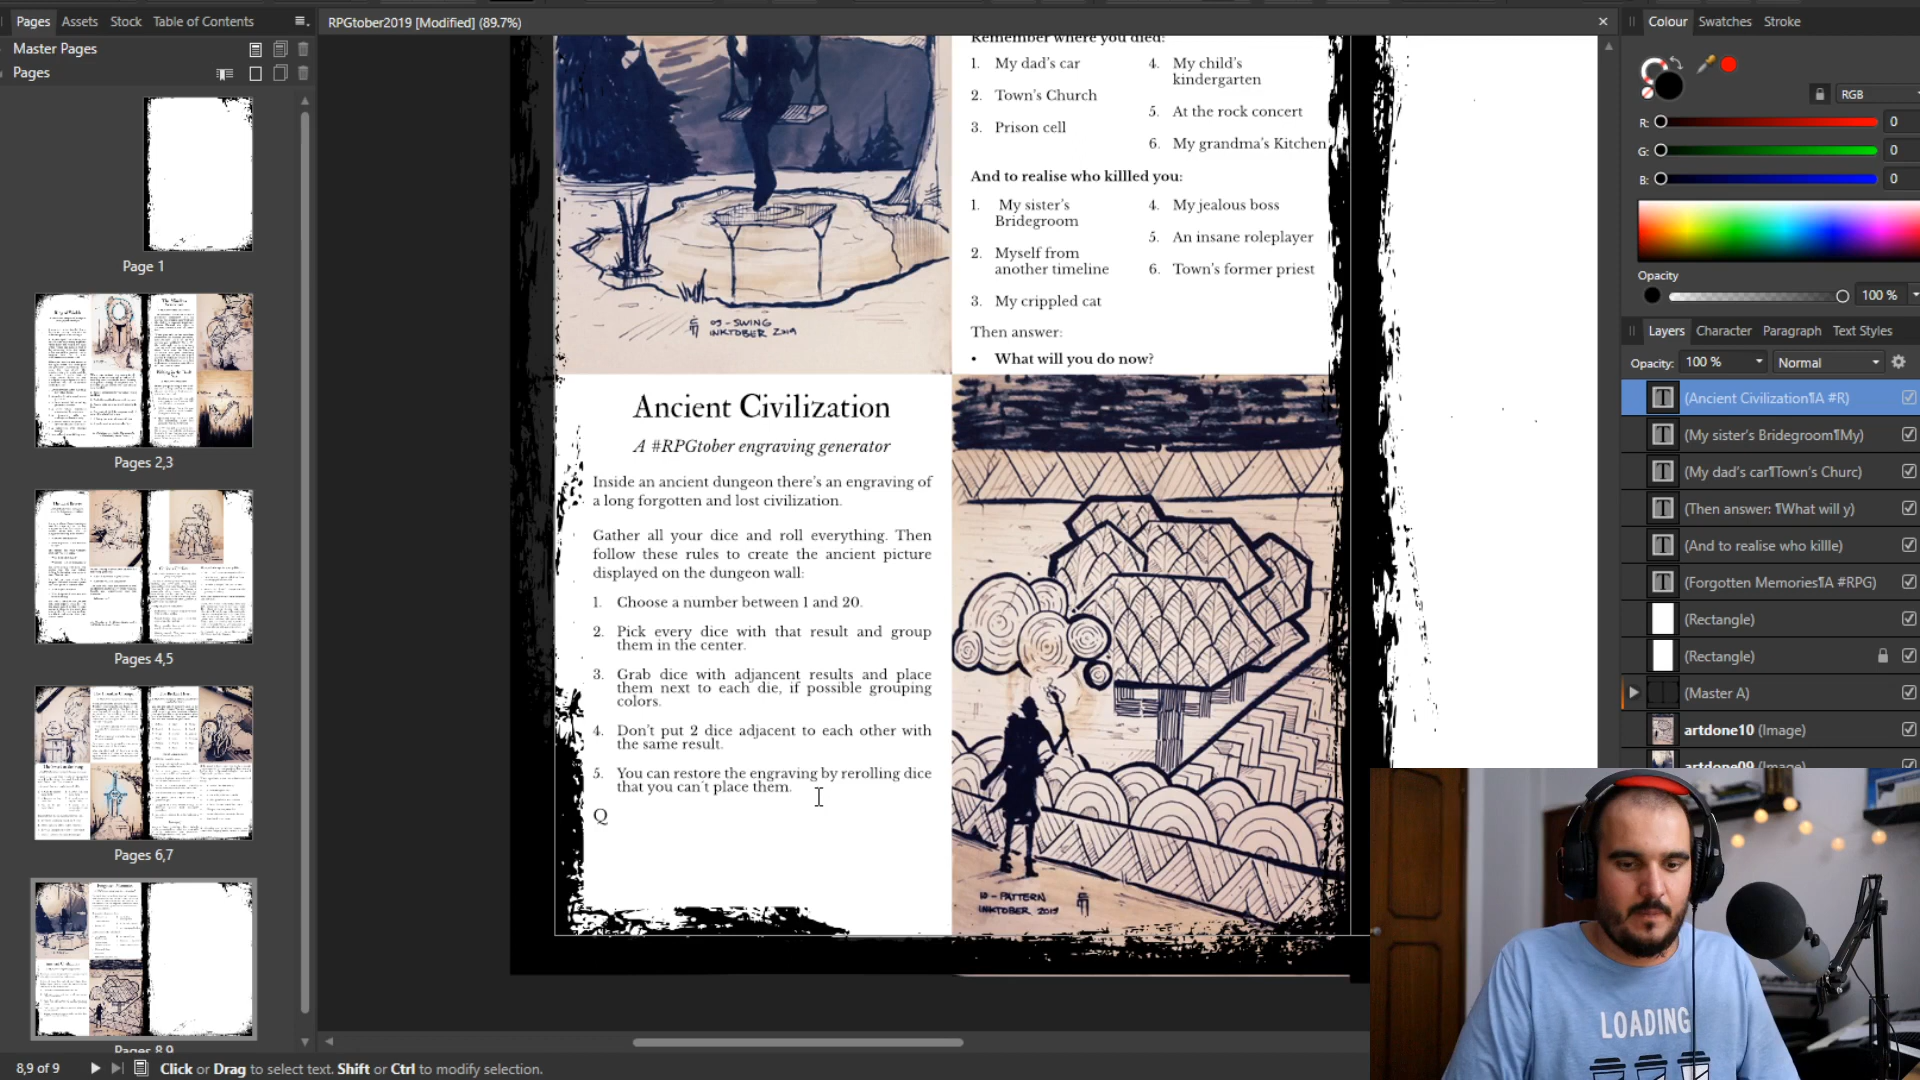 Pages
Assets
Stock
Table of Contents
RPGtober2019 [Modified] (89.7%)
Colour
Swatches
Stroke
Master Pages
Pages
Page 1
Pages 2,3
Pages 4,5
Pages 6,7
Pages 8,9
Remember where you died:
1. My dad's car
2. Town's Church
3. Prison cell
4. My child's
kindergarten
5. At the rock concert
6. My grandma's Kitchen
And to realise who killled you:
1. My sister's
Bridegroom
2. Myself from
another timeline
3. My crippled cat
4. My jealous boss
5. An insane roleplayer
6. Town's former priest
Then answer:
• What will you do now?
09 - SWING
INKTOBER 2019
Ancient Civilization
A #RPGtober engraving generator
Inside an ancient dungeon there's an engraving of
a long forgotten and lost civilization.
Gather all your dice and roll everything. Then
follow these rules to create the ancient picture
displayed on the dungeon wall:
1. Choose a number between 1 and 20.
2. Pick every dice with that result and group
them in the center.
3. Grab dice with adjancent results and place
them next to each die, if possible grouping
colors.
4. Don't put 2 dice adjacent to each other with
the same result.
5. You can restore the engraving by rerolling dice
that you can't place them.
Q
10 - PATTERN
INKTOBER 2019
RGB
R: 0
G: 0
B: 0
Opacity
100 %
Layers
Character
Paragraph
Text Styles
Opacity: 100 %
Normal
(Ancient Civilization¶A #R)
(My sister's Bridegroom¶My)
(My dad's car¶Town's Churc)
(Then answer: ¶What will y)
(And to realise who killle)
(Forgotten Memories¶A #RPG)
(Rectangle)
(Rectangle)
(Master A)
artdone10 (Image)
artdone09 (Image)
LOADING
8,9 of 9
Click or Drag to select text. Shift or Ctrl to modify selection.